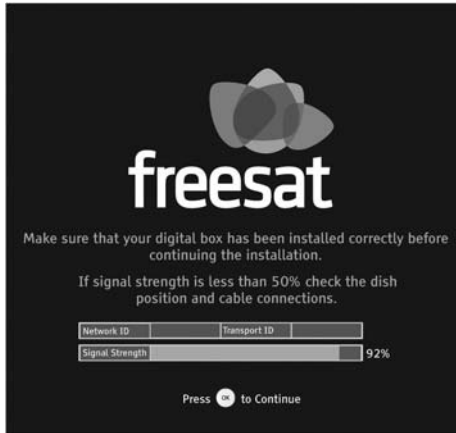 freesat
Make sure that your digital box has been installed correctly before
continuing the installation.
If signal strength is less than 50% check the dish
position and cable connections.
Network ID Transport ID
Signal Strength 92%
Press OK to Continue